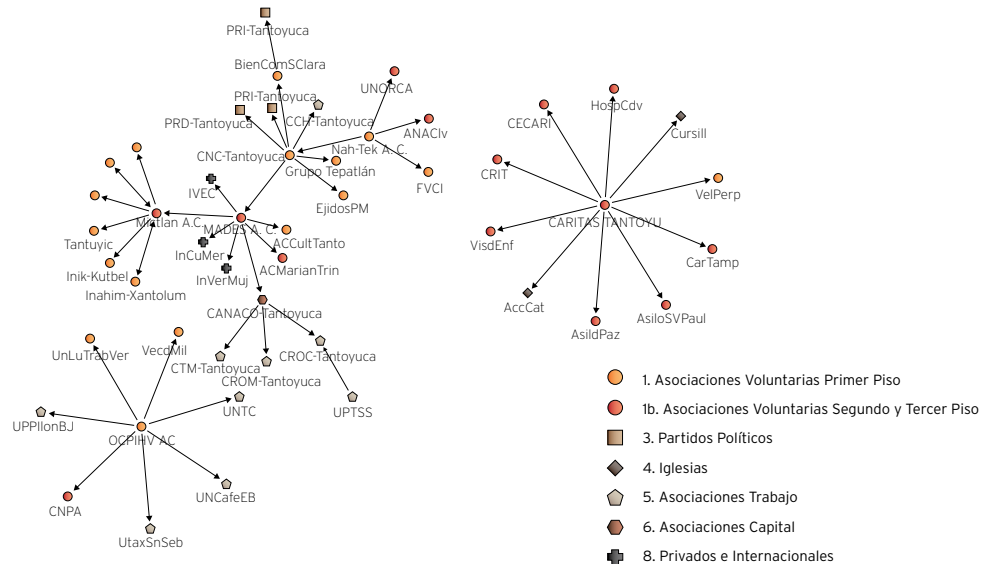 PRI-Tantoyuca
BienComSClara
UNORCA
PRI-Tantoyuca
PRD-Tantoyuca
CCH-Tantoyuca
ANAClv
Nah-Tek A. C.
CNC-Tantoyuca
Grupo Tepatlán
FVCI
IVEC
EjidosPM
Mictlan A.C.
MADES A. C.
Tantuyic
ACCultTanto
InCuMer
ACMarianTrin
Inik-Kutbel
InVerMuj
Inahim-Xantolum
CANACO-Tantoyuca
UnLuTrabVer
VecdMil
CTM-Tantoyuca
CROC-Tantoyuca
CROM-Tantoyuca
UNTC
UPTSS
UPPIIonBJ
OCPIHV AC
UNCafeEB
CNPA
UtaxSnSeb
HospCdv
CECARI
Cursill
CRIT
VelPerp
CARITAS TANTOYU
VisdEnf
CarTamp
AccCat
AsiloSVPaul
AsildPaz
1. Asociaciones Voluntarias Primer Piso
1b. Asociaciones Voluntarias Segundo y Tercer Piso
3. Partidos Políticos
4. Iglesias
5. Asociaciones Trabajo
6. Asociaciones Capital
8. Privados e Internacionales